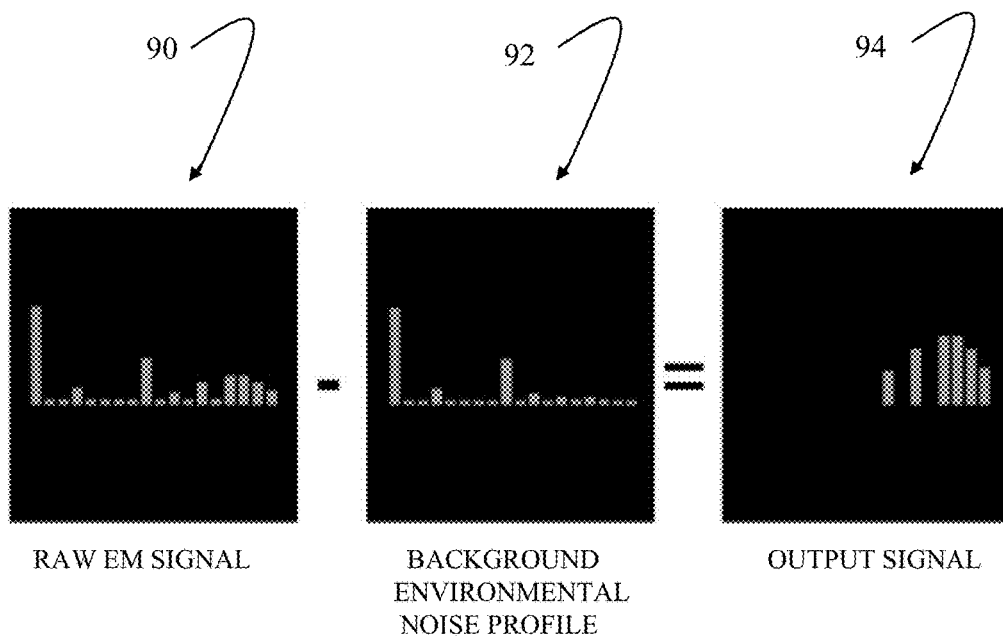 90
92
94
-
=
RAW EM SIGNAL
BACKGROUND
ENVIRONMENTAL
NOISE PROFILE
OUTPUT SIGNAL